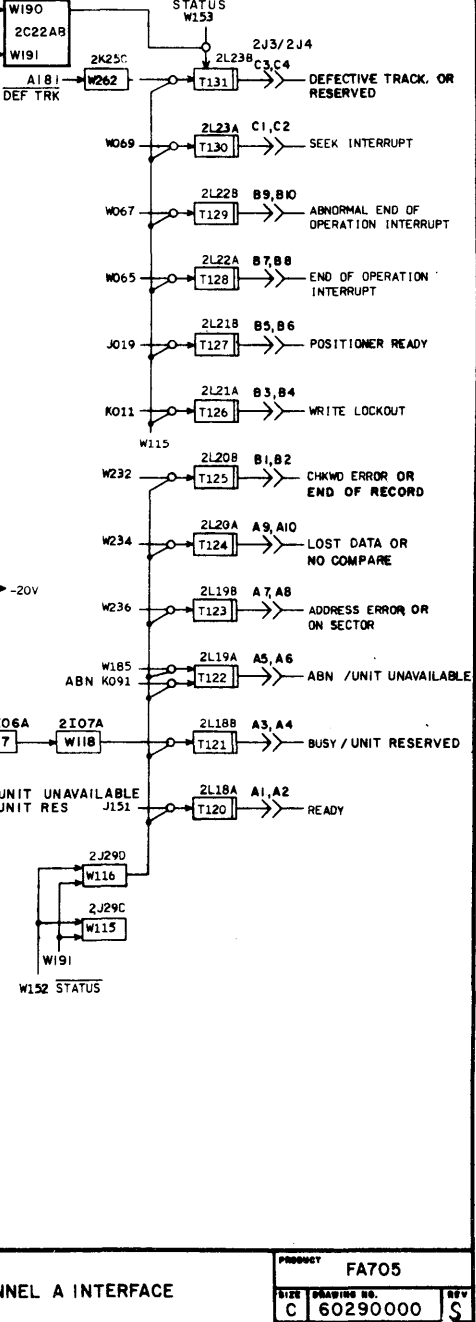 STATUS
W153
W190
2C22AB
W191
2J3/2J4
2K25C
2L23B C3,C4
A181
W262
T131
DEFECTIVE TRACK. OR
RESERVED
DEF TRK
2L23A C1,C2
W069
T130
SEEK INTERRUPT
2L22B B9,B10
W067
T129
ABNORMAL END OF
OPERATION INTERRUPT
2L22A B7,B8
W065
T128
END OF OPERATION
INTERRUPT
2L21B B5,B6
J019
T127
POSITIONER READY
2L21A B3,B4
K011
T126
WRITE LOCKOUT
W115
2L20B B1,B2
W232
T125
CHKWD ERROR OR
END OF RECORD
2L20A A9,A10
W234
T124
LOST DATA OR
NO COMPARE
-20V
2L19B A7,A8
W236
T123
ADDRESS ERROR OR
ON SECTOR
2L19A A5,A6
W185
ABN K091
T122
ABN /UNIT UNAVAILABLE
I06A
2I07A
2L18B A3,A4
7
W118
T121
BUSY / UNIT RESERVED
UNIT UNAVAILABLE
UNIT RES J151
2L18A A1,A2
T120
READY
2J29D
W116
2J29C
W115
W191
W152 STATUS
NNEL A INTERFACE
PRODUCT
FA705
SIZE DRAWING NO. REV
C 60290000 S